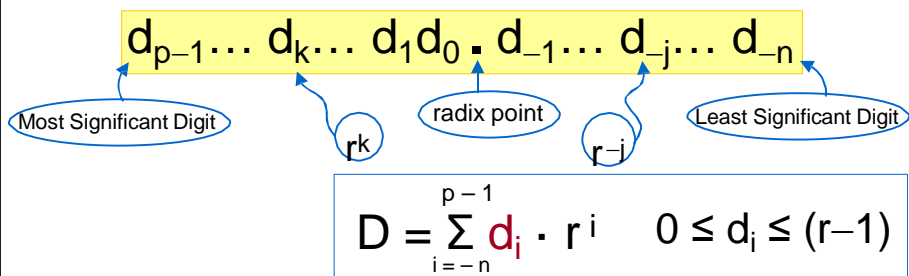 dₚ₋₁… dₖ… d₁d₀ . d₋₁… d₋ⱼ… d₋ₙ
Most Significant Digit
rᵏ
radix point
r⁻ʲ
Least Significant Digit
p – 1
D = Σ dᵢ · rⁱ 0 ≤ dᵢ ≤ (r–1)
i = – n